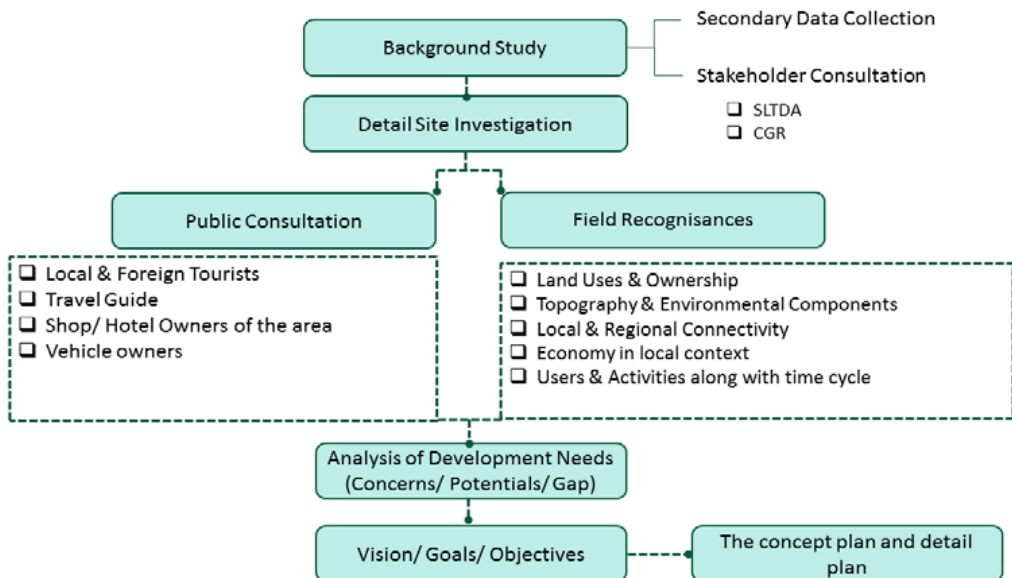 Background Study
Secondary Data Collection
Stakeholder Consultation
SLTDA
CGR
Detail Site Investigation
Public Consultation
Local & Foreign Tourists
Travel Guide
Shop/ Hotel Owners of the area
Vehicle owners
Field Recognisances
Land Uses & Ownership
Topography & Environmental Components
Local & Regional Connectivity
Economy in local context
Users & Activities along with time cycle
Analysis of Development Needs
(Concerns/ Potentials/ Gap)
Vision/ Goals/ Objectives
The concept plan and detail
plan